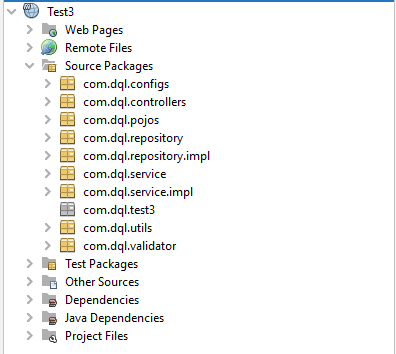 Test3
Web Pages
Remote Files
Source Packages
com.dql.configs
com.dql.controllers
com.dql.pojos
com.dql.repository
com.dql.repository.impl
com.dql.service
com.dql.service.impl
com.dql.test3
com.dql.utils
com.dql.validator
Test Packages
Other Sources
Dependencies
Java Dependencies
Project Files